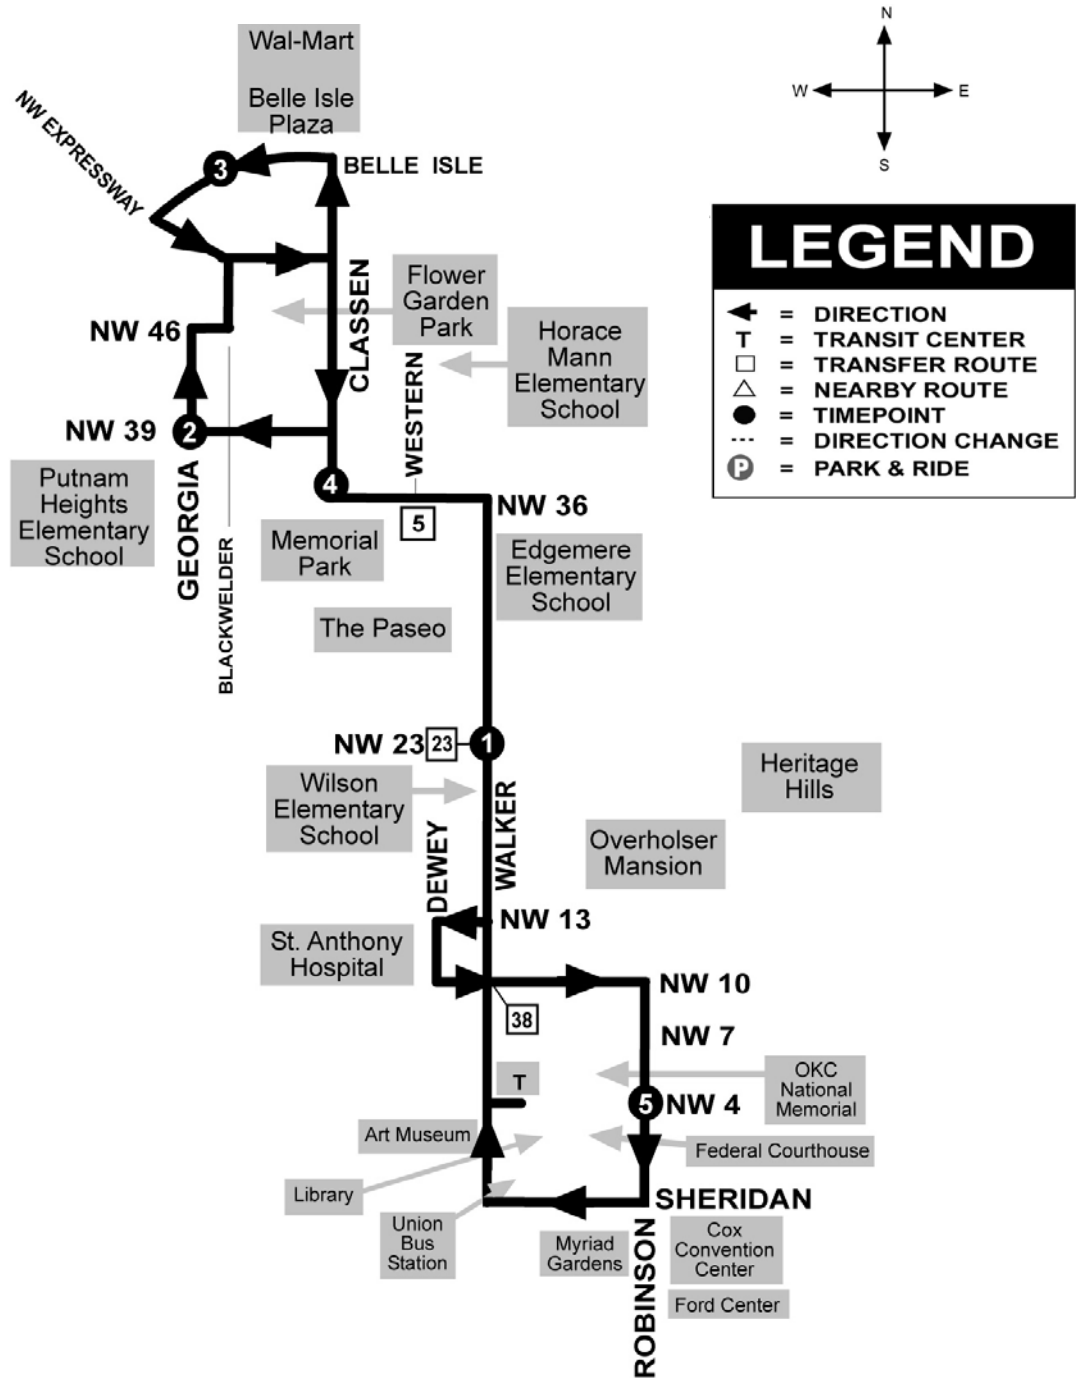 Wal-Mart
Belle Isle
Plaza
N
W
E
S
NW EXPRESSWAY
3
BELLE ISLE
LEGEND
= DIRECTION
T = TRANSIT CENTER
= TRANSFER ROUTE
= NEARBY ROUTE
= TIMEPOINT
--- = DIRECTION CHANGE
P = PARK & RIDE
Flower
Garden
Park
CLASSEN
NW 46
Horace
Mann
Elementary
School
WESTERN
NW 39
2
Putnam
Heights
Elementary
School
GEORGIA
BLACKWELDER
4
5
NW 36
Memorial
Park
Edgemere
Elementary
School
The Paseo
NW 23
23
1
Wilson
Elementary
School
WALKER
DEWEY
Heritage
Hills
Overholser
Mansion
NW 13
St. Anthony
Hospital
NW 10
38
NW 7
T
OKC
National
Memorial
5
NW 4
Art Museum
Federal Courthouse
Library
SHERIDAN
Union
Bus
Station
Myriad
Gardens
ROBINSON
Cox
Convention
Center
Ford Center